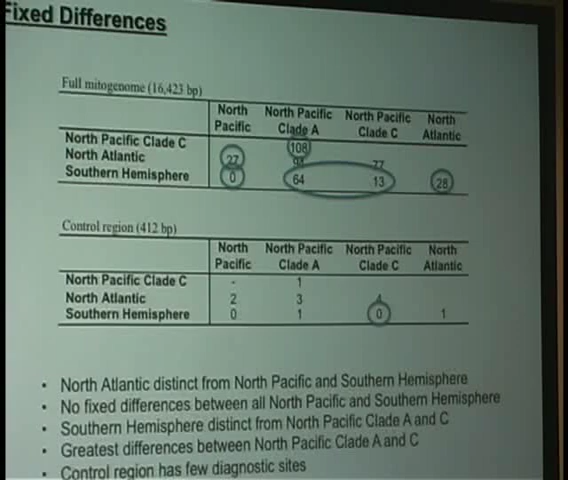 Fixed Differences
Full mitogenome (16,423 bp)
North Pacific North Pacific Clade A North Pacific Clade C North Atlantic
North Pacific Clade C 108
North Atlantic 27 77
Southern Hemisphere 0 64 13 28
Control region (412 bp)
North Pacific North Pacific Clade A North Pacific Clade C North Atlantic
North Pacific Clade C - 1
North Atlantic 2 3
Southern Hemisphere 0 1 0 1
• North Atlantic distinct from North Pacific and Southern Hemisphere
• No fixed differences between all North Pacific and Southern Hemisphere
• Southern Hemisphere distinct from North Pacific Clade A and C
• Greatest differences between North Pacific Clade A and C
• Control region has few diagnostic sites